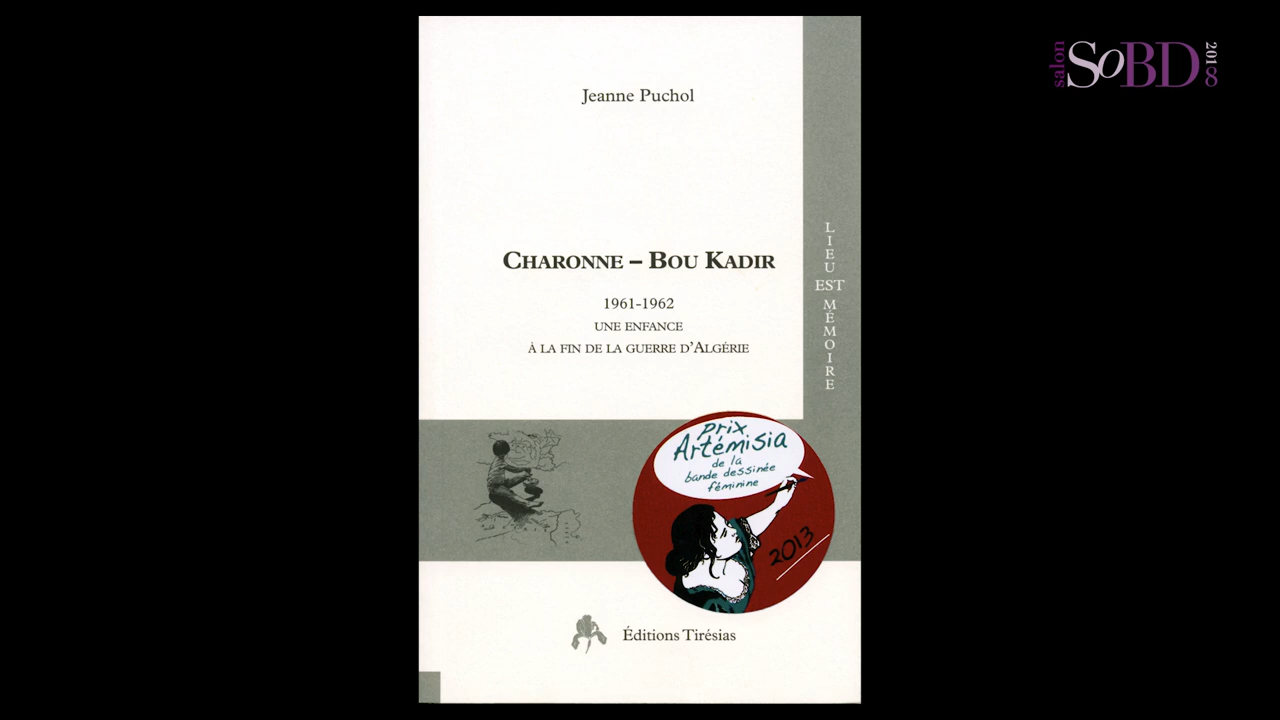 Jeanne Puchol
CHARONNE – BOU KADIR
1961-1962
UNE ENFANCE
À LA FIN DE LA GUERRE D'ALGÉRIE
LIEU
EST
MÉMOIRE
prix
Artémisia
de la
bande dessinée
féminine
2013
Éditions Tirésias
salon
SoBD
2018